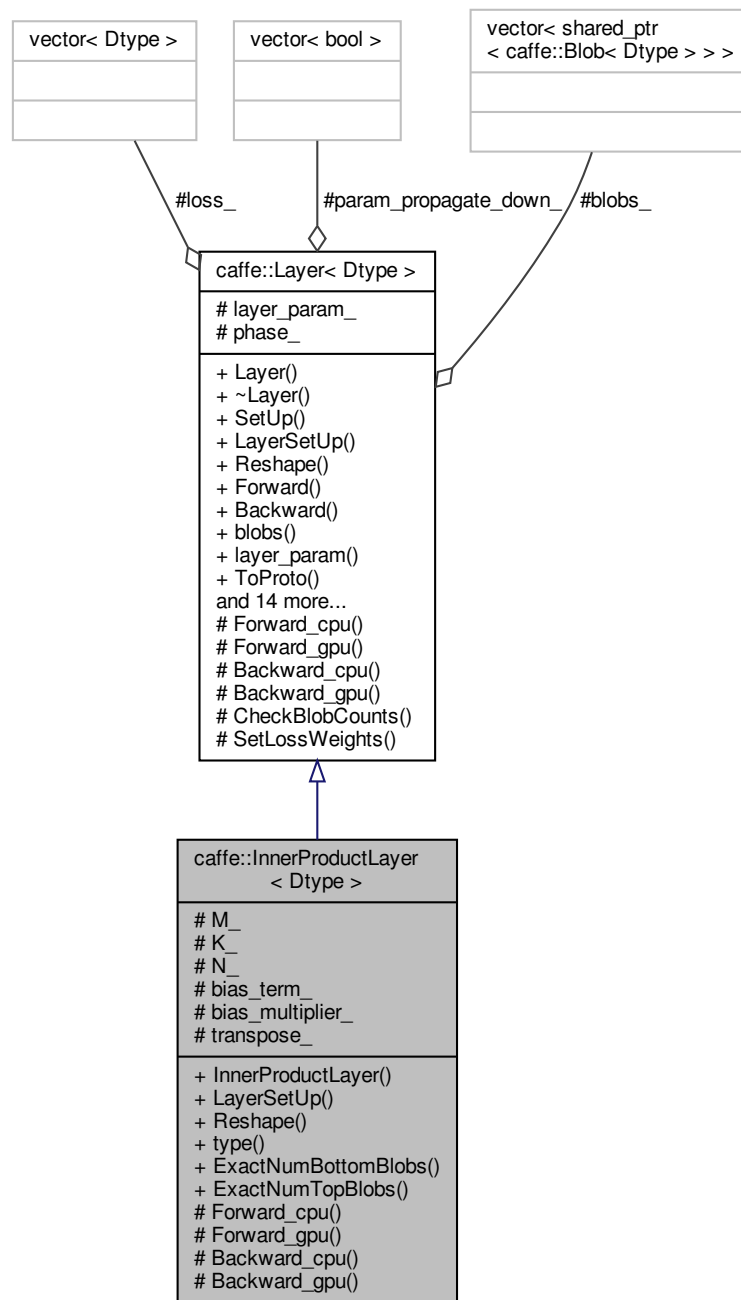 vector< Dtype >
vector< bool >
vector< shared_ptr
< caffe::Blob< Dtype > > >
#loss_
#param_propagate_down_
#blobs_
caffe::Layer< Dtype >
# layer_param_
# phase_
+ Layer()
+ ~Layer()
+ SetUp()
+ LayerSetUp()
+ Reshape()
+ Forward()
+ Backward()
+ blobs()
+ layer_param()
+ ToProto()
and 14 more...
# Forward_cpu()
# Forward_gpu()
# Backward_cpu()
# Backward_gpu()
# CheckBlobCounts()
# SetLossWeights()
caffe::InnerProductLayer
< Dtype >
# M_
# K_
# N_
# bias_term_
# bias_multiplier_
# transpose_
+ InnerProductLayer()
+ LayerSetUp()
+ Reshape()
+ type()
+ ExactNumBottomBlobs()
+ ExactNumTopBlobs()
# Forward_cpu()
# Forward_gpu()
# Backward_cpu()
# Backward_gpu()